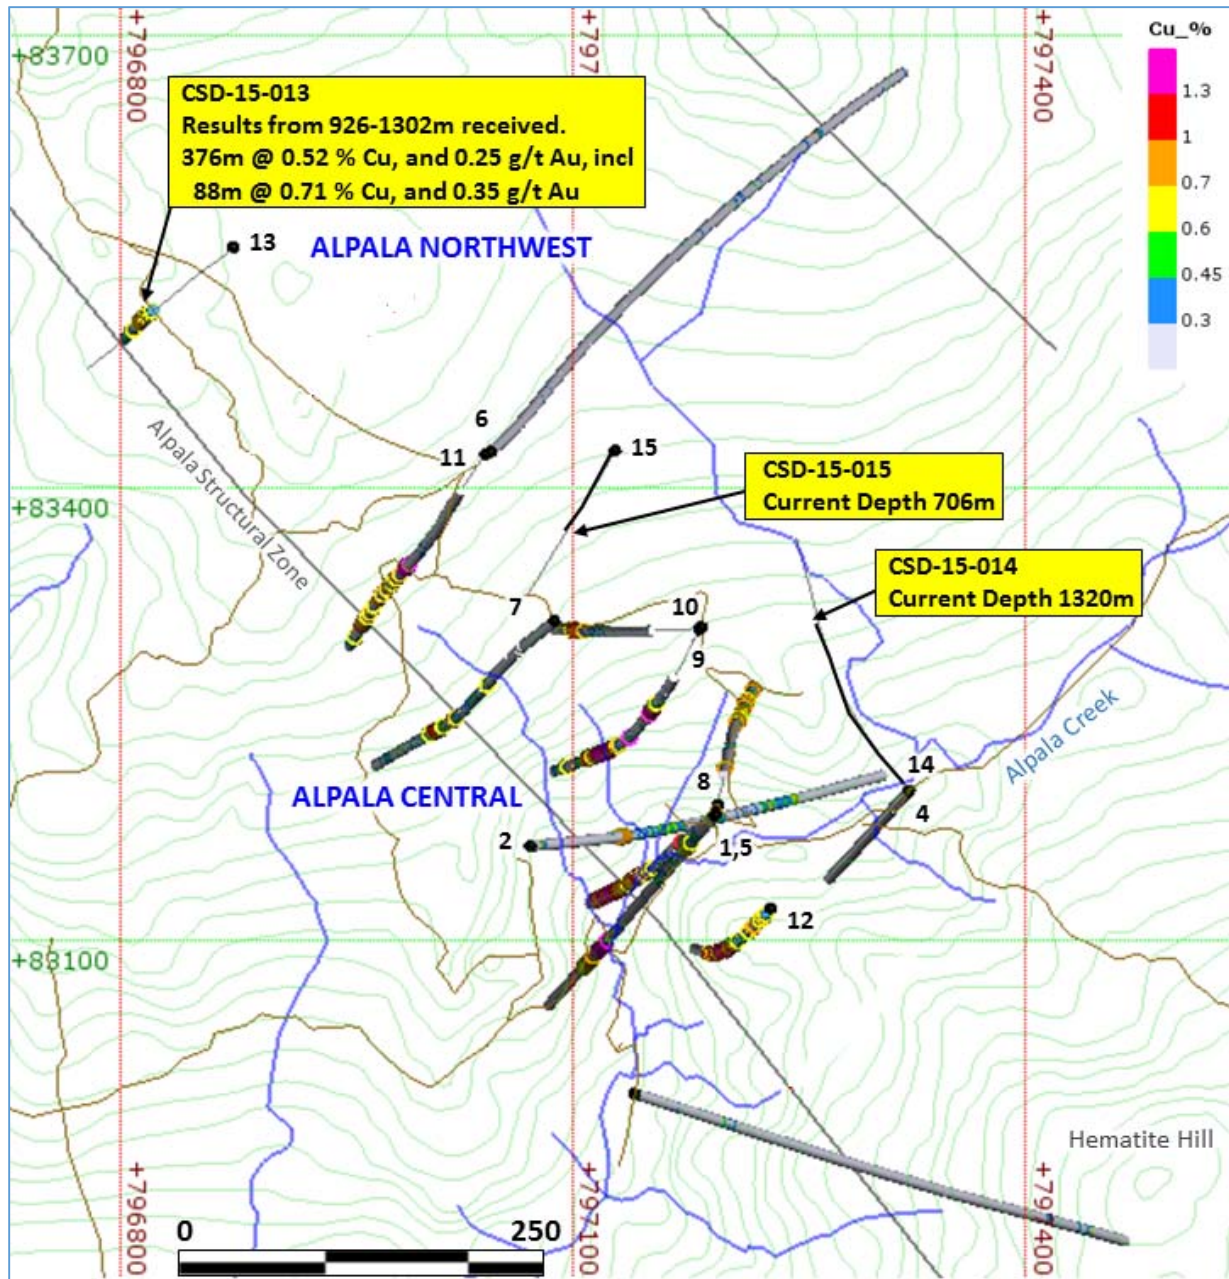 +83700
+796800
+797
+797400
Cu_%
1.3
1
0.7
0.6
0.45
0.3
CSD-15-013
Results from 926-1302m received.
376m @ 0.52 % Cu, and 0.25 g/t Au, incl
88m @ 0.71 % Cu, and 0.35 g/t Au
13
ALPALA NORTHWEST
Alpala Structural Zone
6
11
15
+83400
CSD-15-015
Current Depth 706m
CSD-15-014
Current Depth 1320m
7
10
9
Alpala Creek
14
8
4
ALPALA CENTRAL
2
1,5
12
+83100
Hematite Hill
+796800
+797100
+797400
0
250